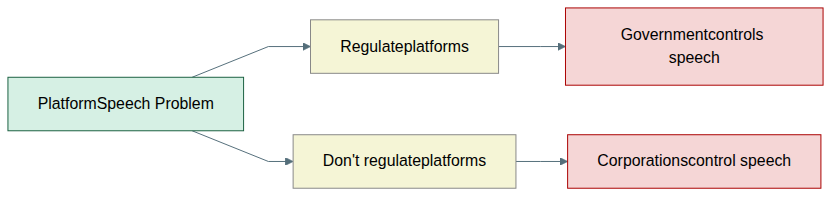 PlatformSpeech Problem
Regulateplatforms
Governmentcontrols
speech
Don't regulateplatforms
Corporationscontrol speech